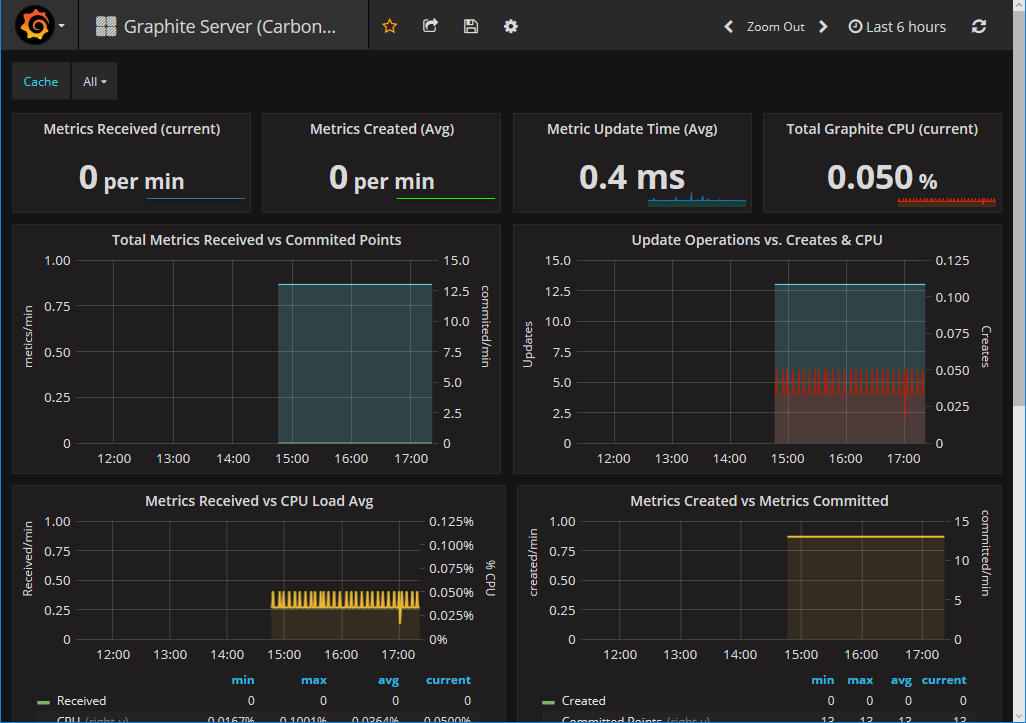 Graphite Server (Carbon...
Zoom Out
Last 6 hours
Cache
All
Metrics Received (current)
0 per min
Metrics Created (Avg)
0 per min
Metric Update Time (Avg)
0.4 ms
Total Graphite CPU (current)
0.050 %
Total Metrics Received vs Commited Points
metics/min
1.00
0.75
0.50
0.25
0
15.0
12.5
10.0
7.5
5.0
2.5
0
commited/min
12:00 13:00 14:00 15:00 16:00 17:00
Update Operations vs. Creates & CPU
Updates
15.0
12.5
10.0
7.5
5.0
2.5
0
0.125
0.100
0.075
0.050
0.025
0
Creates
12:00 13:00 14:00 15:00 16:00 17:00
Metrics Received vs CPU Load Avg
Received/min
1.00
0.75
0.50
0.25
0
0.125%
0.100%
0.075%
0.050%
0.025%
0%
% CPU
12:00 13:00 14:00 15:00 16:00 17:00
min max avg current
Received 0 0 0 0
CPU (right-y) 0.0167% 0.1001% 0.0364% 0.0500%
Metrics Created vs Metrics Committed
created/min
1.00
0.75
0.50
0.25
0
15
10
5
0
committed/min
12:00 13:00 14:00 15:00 16:00 17:00
min max avg current
Created 0 0 0 0
Committed Points (right-y) 13 13 13 13